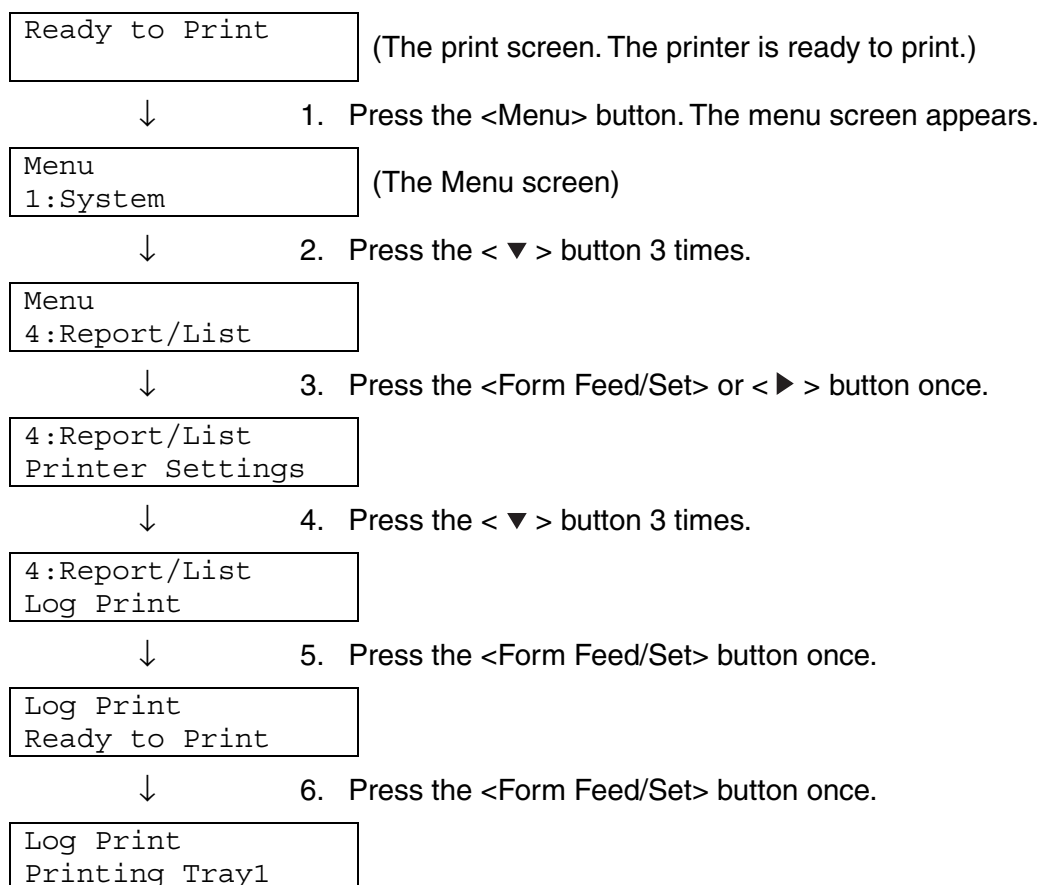 Ready to Print
(The print screen. The printer is ready to print.)
↓ 1. Press the <Menu> button. The menu screen appears.
Menu
1:System
(The Menu screen)
↓ 2. Press the < ▼ > button 3 times.
Menu
4:Report/List
↓ 3. Press the <Form Feed/Set> or < ▶ > button once.
4:Report/List
Printer Settings
↓ 4. Press the < ▼ > button 3 times.
4:Report/List
Log Print
↓ 5. Press the <Form Feed/Set> button once.
Log Print
Ready to Print
↓ 6. Press the <Form Feed/Set> button once.
Log Print
Printing Tray1